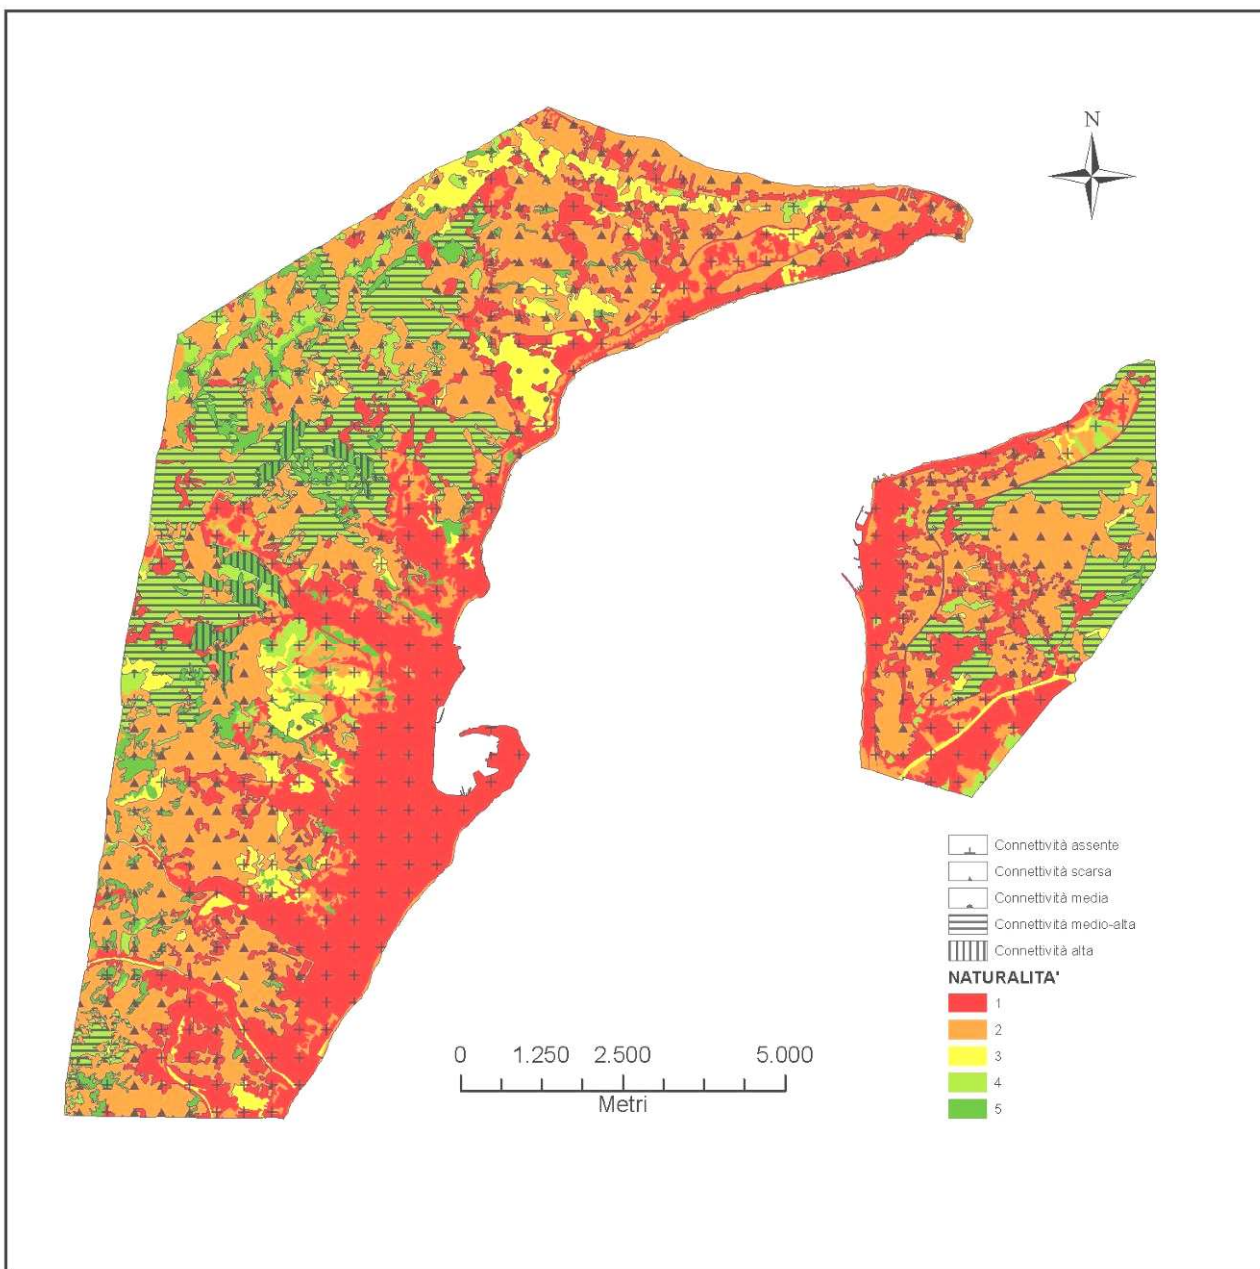 N
Connettività assente
Connettività scarsa
Connettività media
Connettività medio-alta
Connettività alta
NATURALITA'
1
2
3
4
5
0 1.250 2.500 5.000
Metri